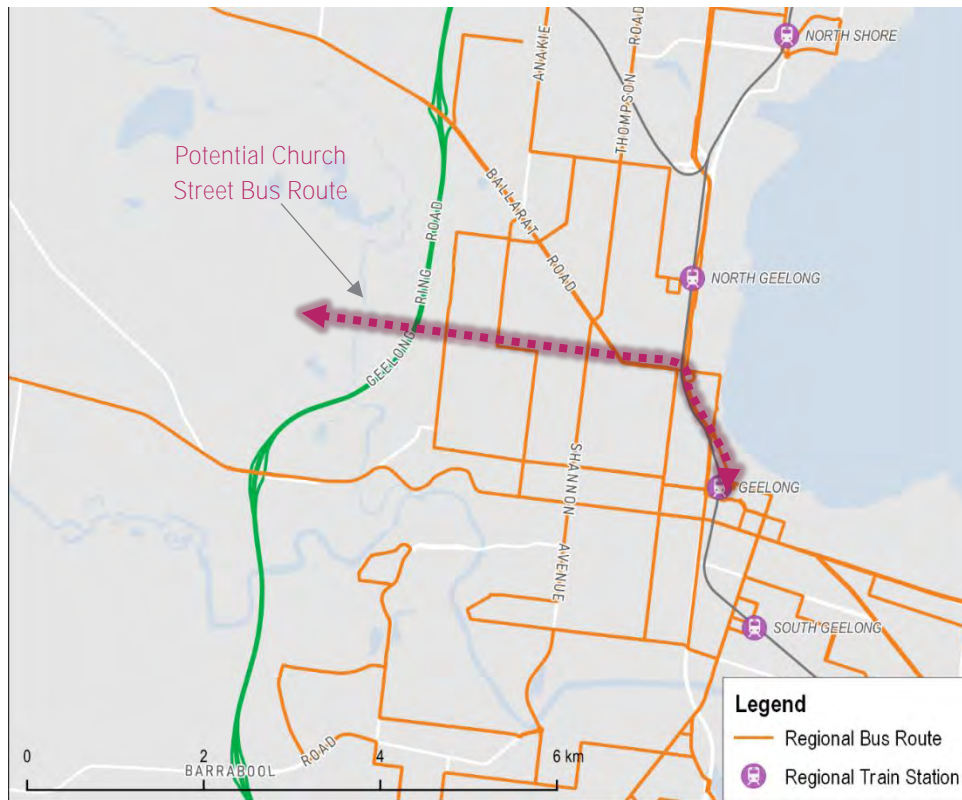 NORTH SHORE
ANAKIE
THOMPSON ROAD
Potential Church
Street Bus Route
BALLARAT ROAD
GEELONG RING ROAD
NORTH GEELONG
SHANNON AVENUE
GEELONG
SOUTH GEELONG
BARRABOOL ROAD
0 2 4 6 km
Legend
Regional Bus Route
Regional Train Station